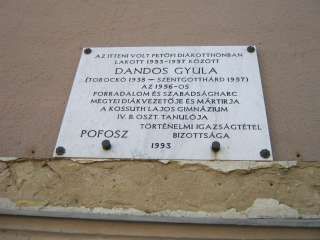 AZ ITTENI VOLT PETŐFI DIÁKOTTHONBAN
LAKOTT 1953-1957 KÖZÖTT
DANDOS GYULA
(TOROCKÓ 1938 – SZENTGOTTHÁRD 1957)
AZ 1956-OS
FORRADALOM ÉS SZABADSÁGHARC
MEGYEI DIÁKVEZETŐJE ÉS MÁRTIRJA
A KOSSUTH LAJOS GIMNÁZIUM
IV. B. OSZT. TANULÓJA
TÖRTÉNELMI IGAZSÁGTÉTEL
POFOSZ BIZOTTSÁGA
1993